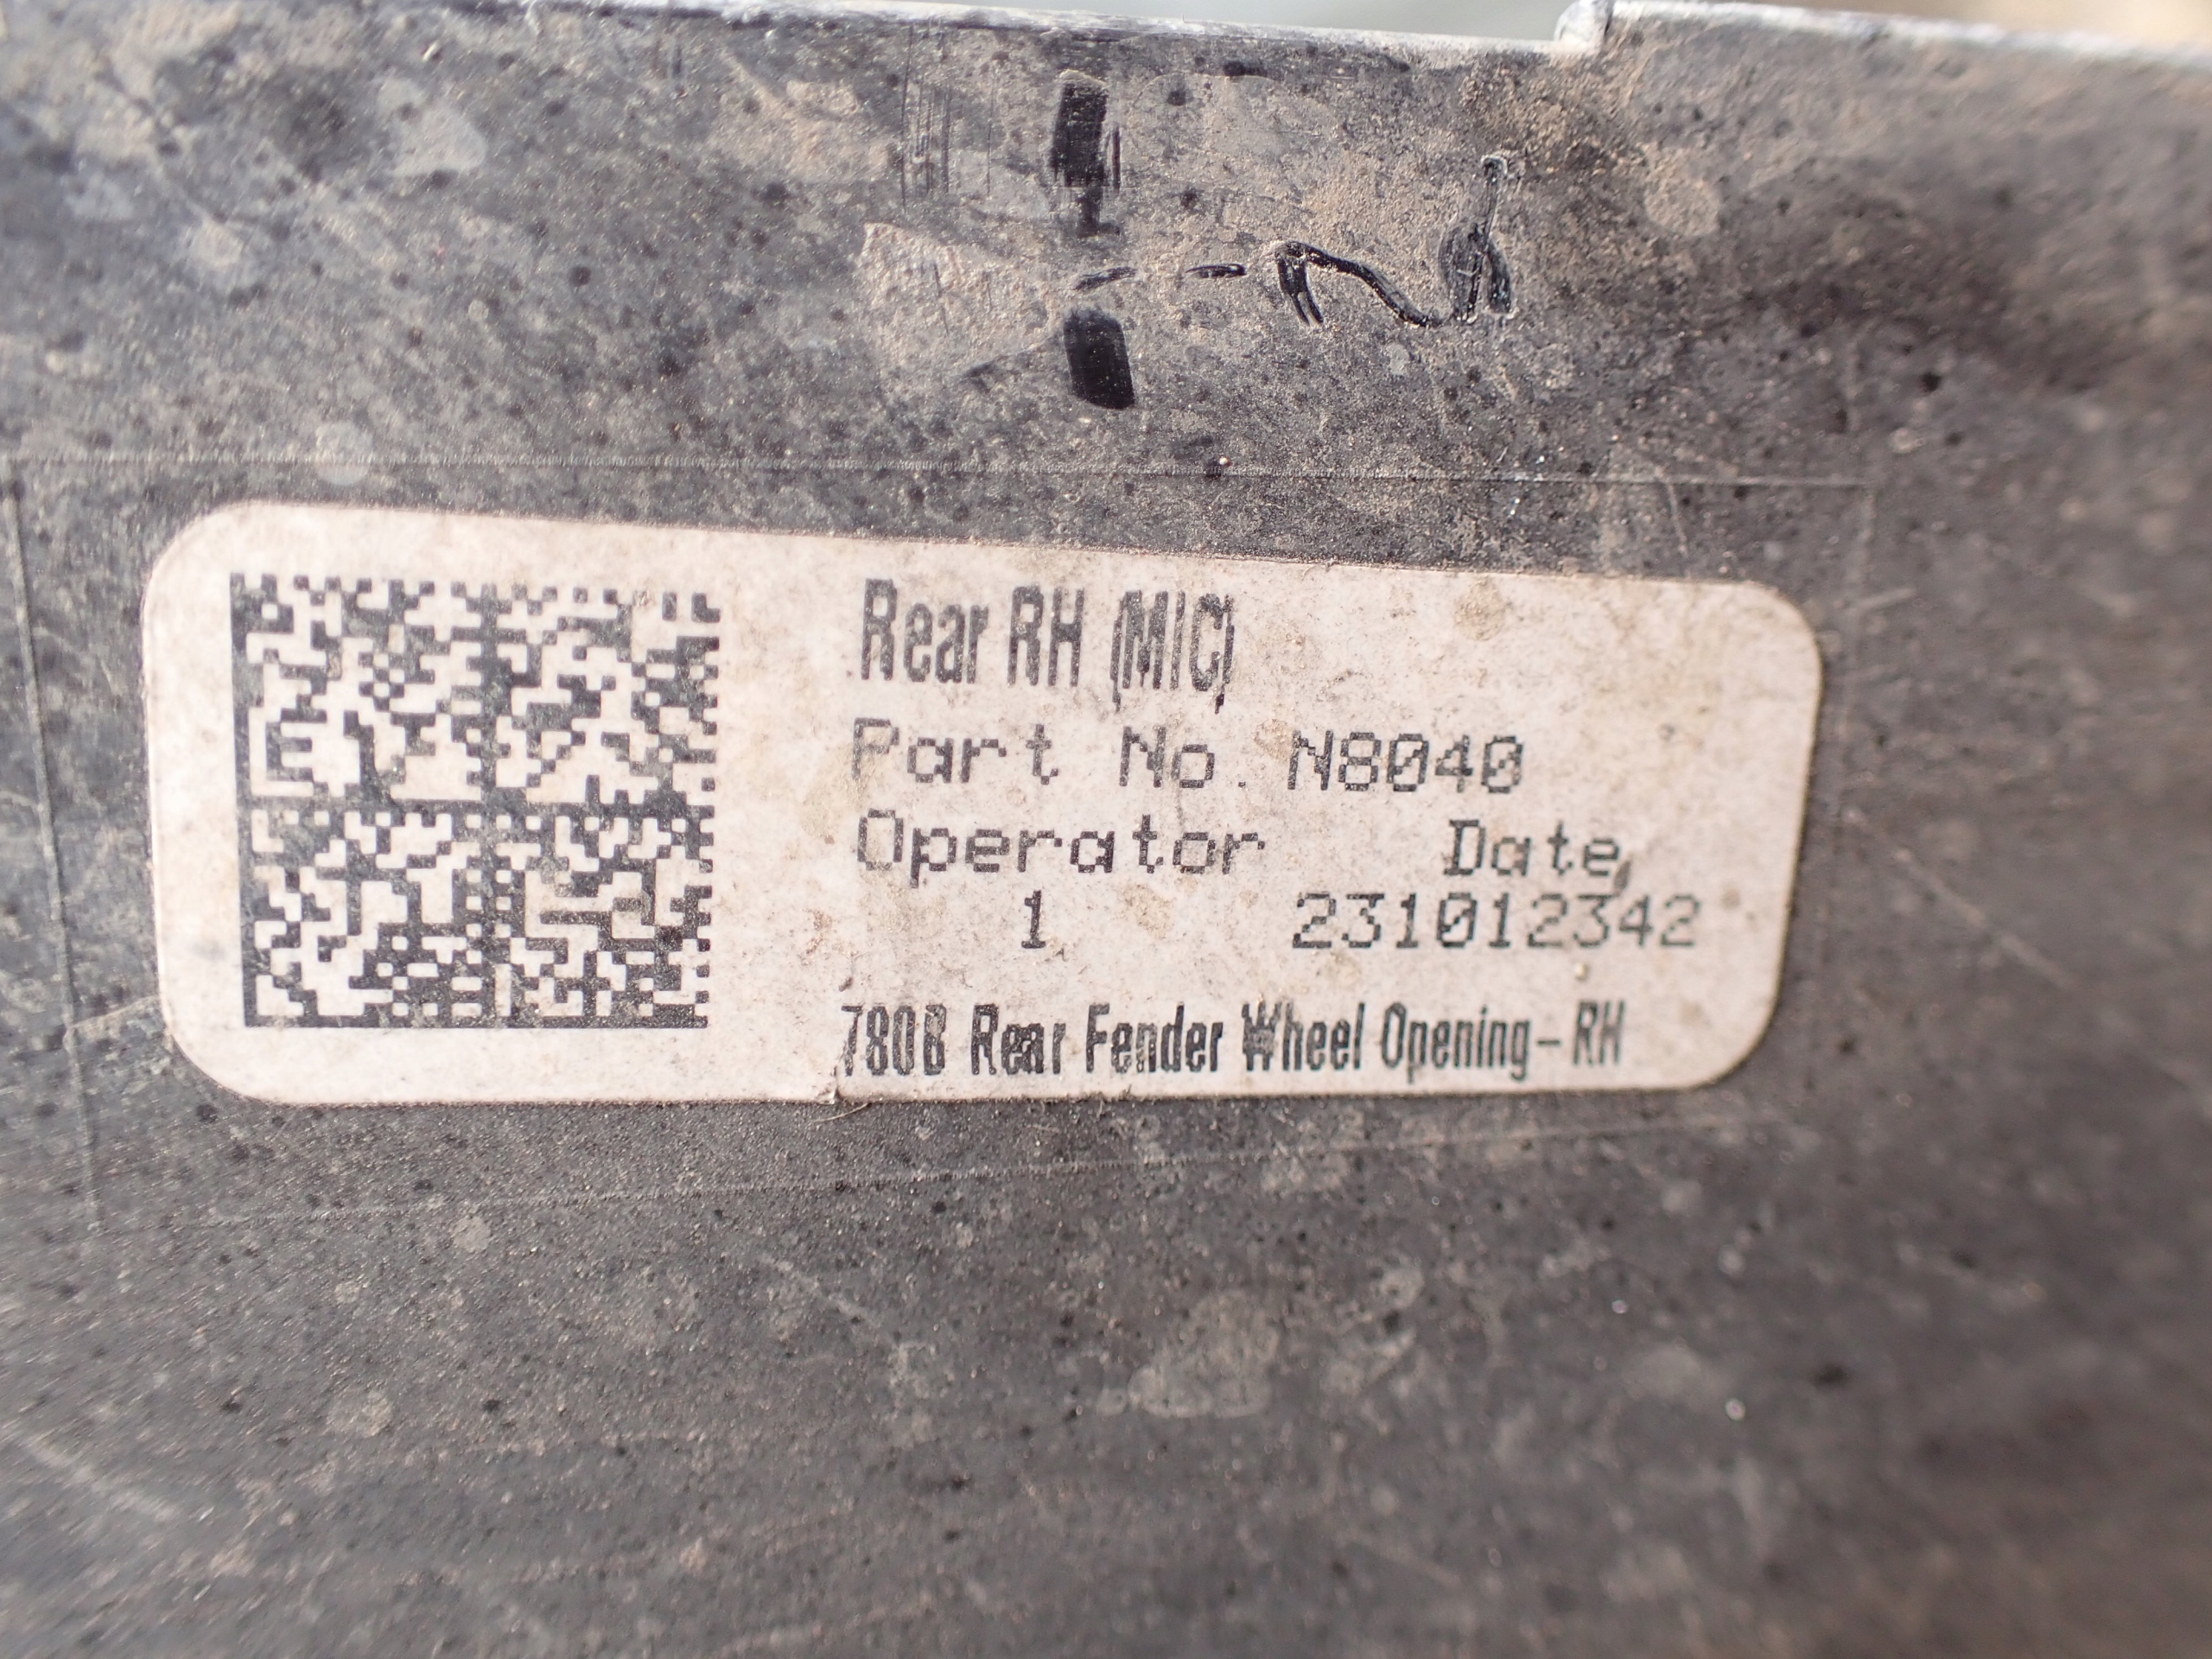 Rear RH (MIC)
Part No. N8040
Operator Date
1 231012342
780B Rear Fender Wheel Opening-RH